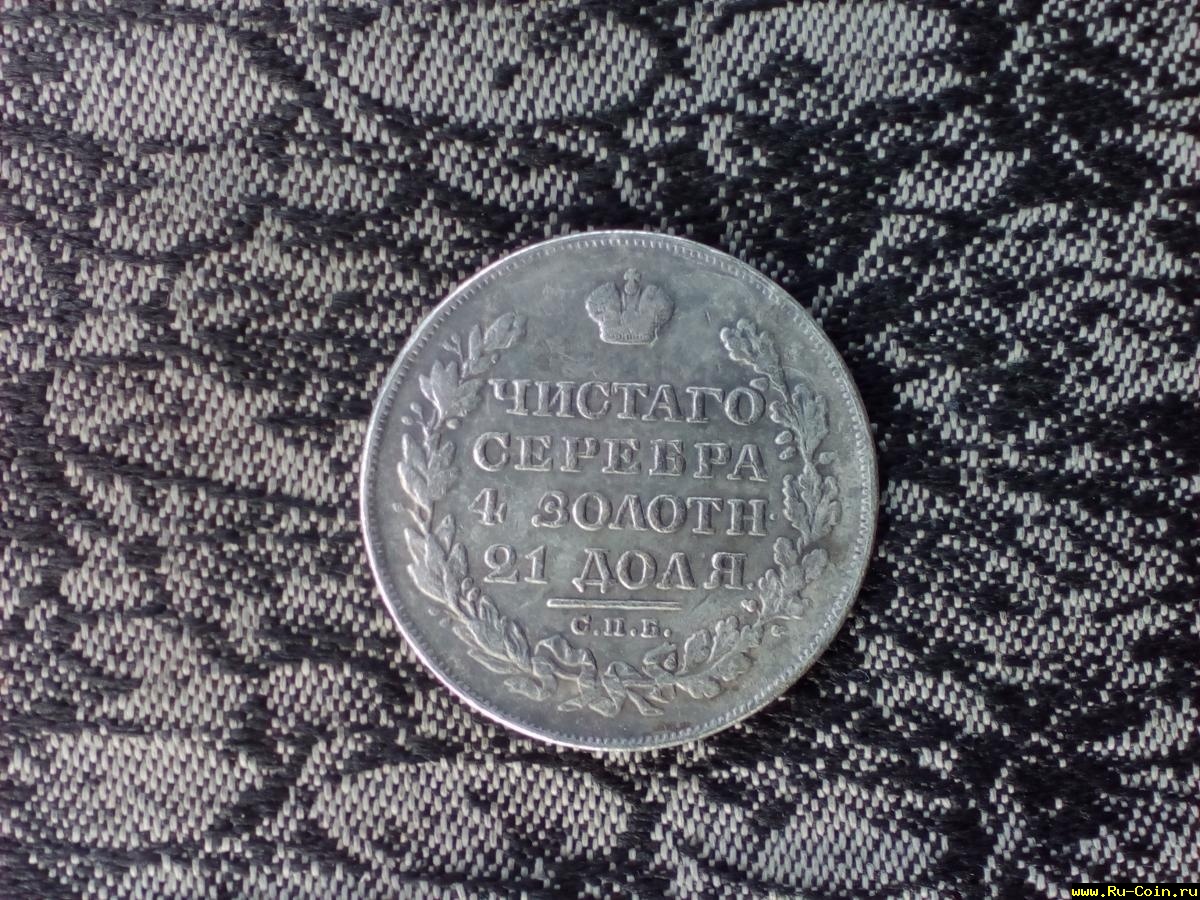 ЧИСТАГО
СЕРЕБРА
4 ЗОЛОТН.
21 ДОЛЯ
С.П.Б.
www.Ru-Coin.ru